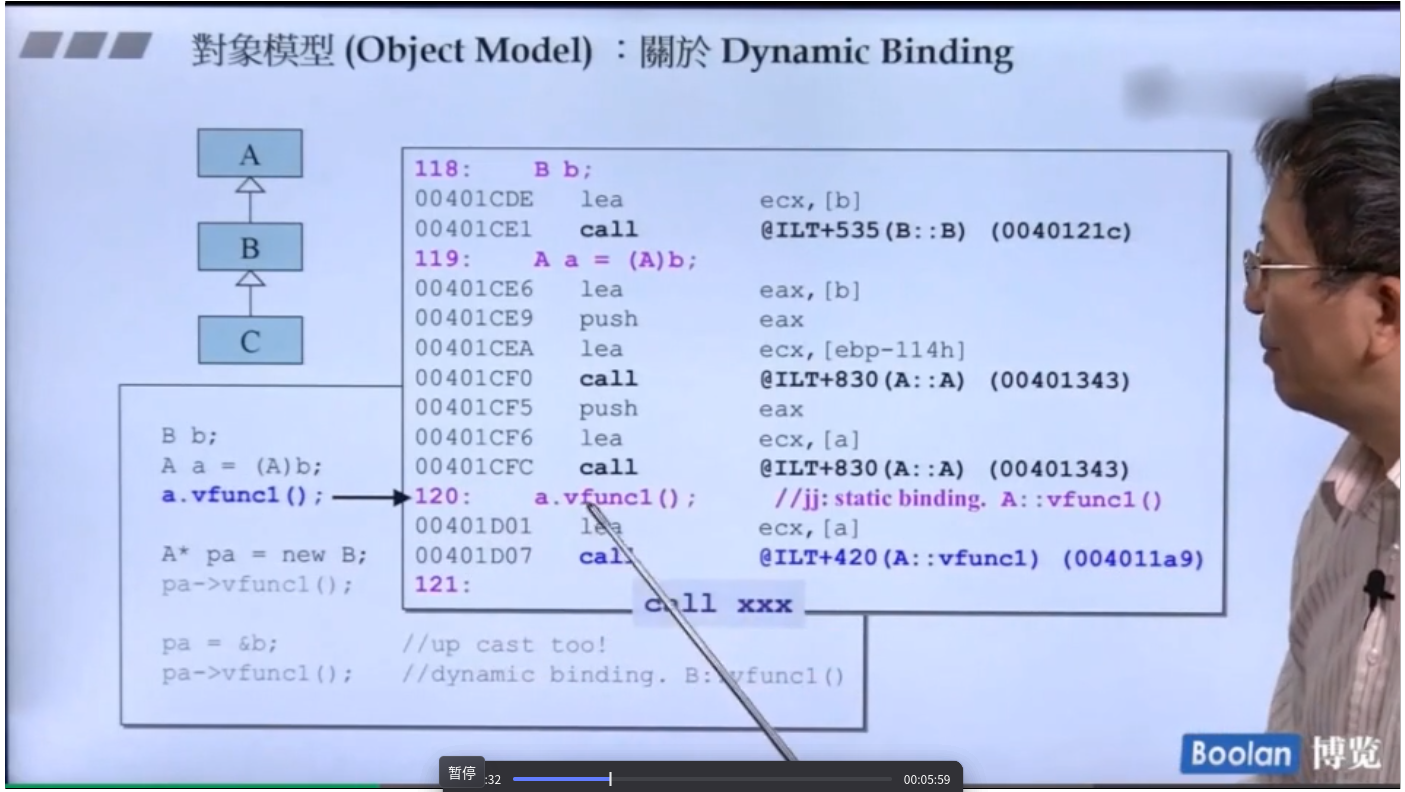 對象模型 (Object Model) ：關於 Dynamic Binding
A
B
C
118: B b;
00401CDE lea ecx,[b]
00401CE1 call @ILT+535(B::B) (0040121c)
119: A a = (A)b;
00401CE6 lea eax,[b]
00401CE9 push eax
00401CEA lea ecx,[ebp-114h]
00401CF0 call @ILT+830(A::A) (00401343)
00401CF5 push eax
00401CF6 lea ecx,[a]
00401CFC call @ILT+830(A::A) (00401343)
120: a.vfunc1(); //jj: static binding. A::vfunc1()
00401D01 lea ecx,[a]
00401D07 call @ILT+420(A::vfunc1) (004011a9)
121:
call xxx
B b;
A a = (A)b;
a.vfunc1();
A* pa = new B;
pa->vfunc1();
pa = &b; //up cast too!
pa->vfunc1(); //dynamic binding. B::vfunc1()
Boolan 博览
暂停 :32 00:05:59